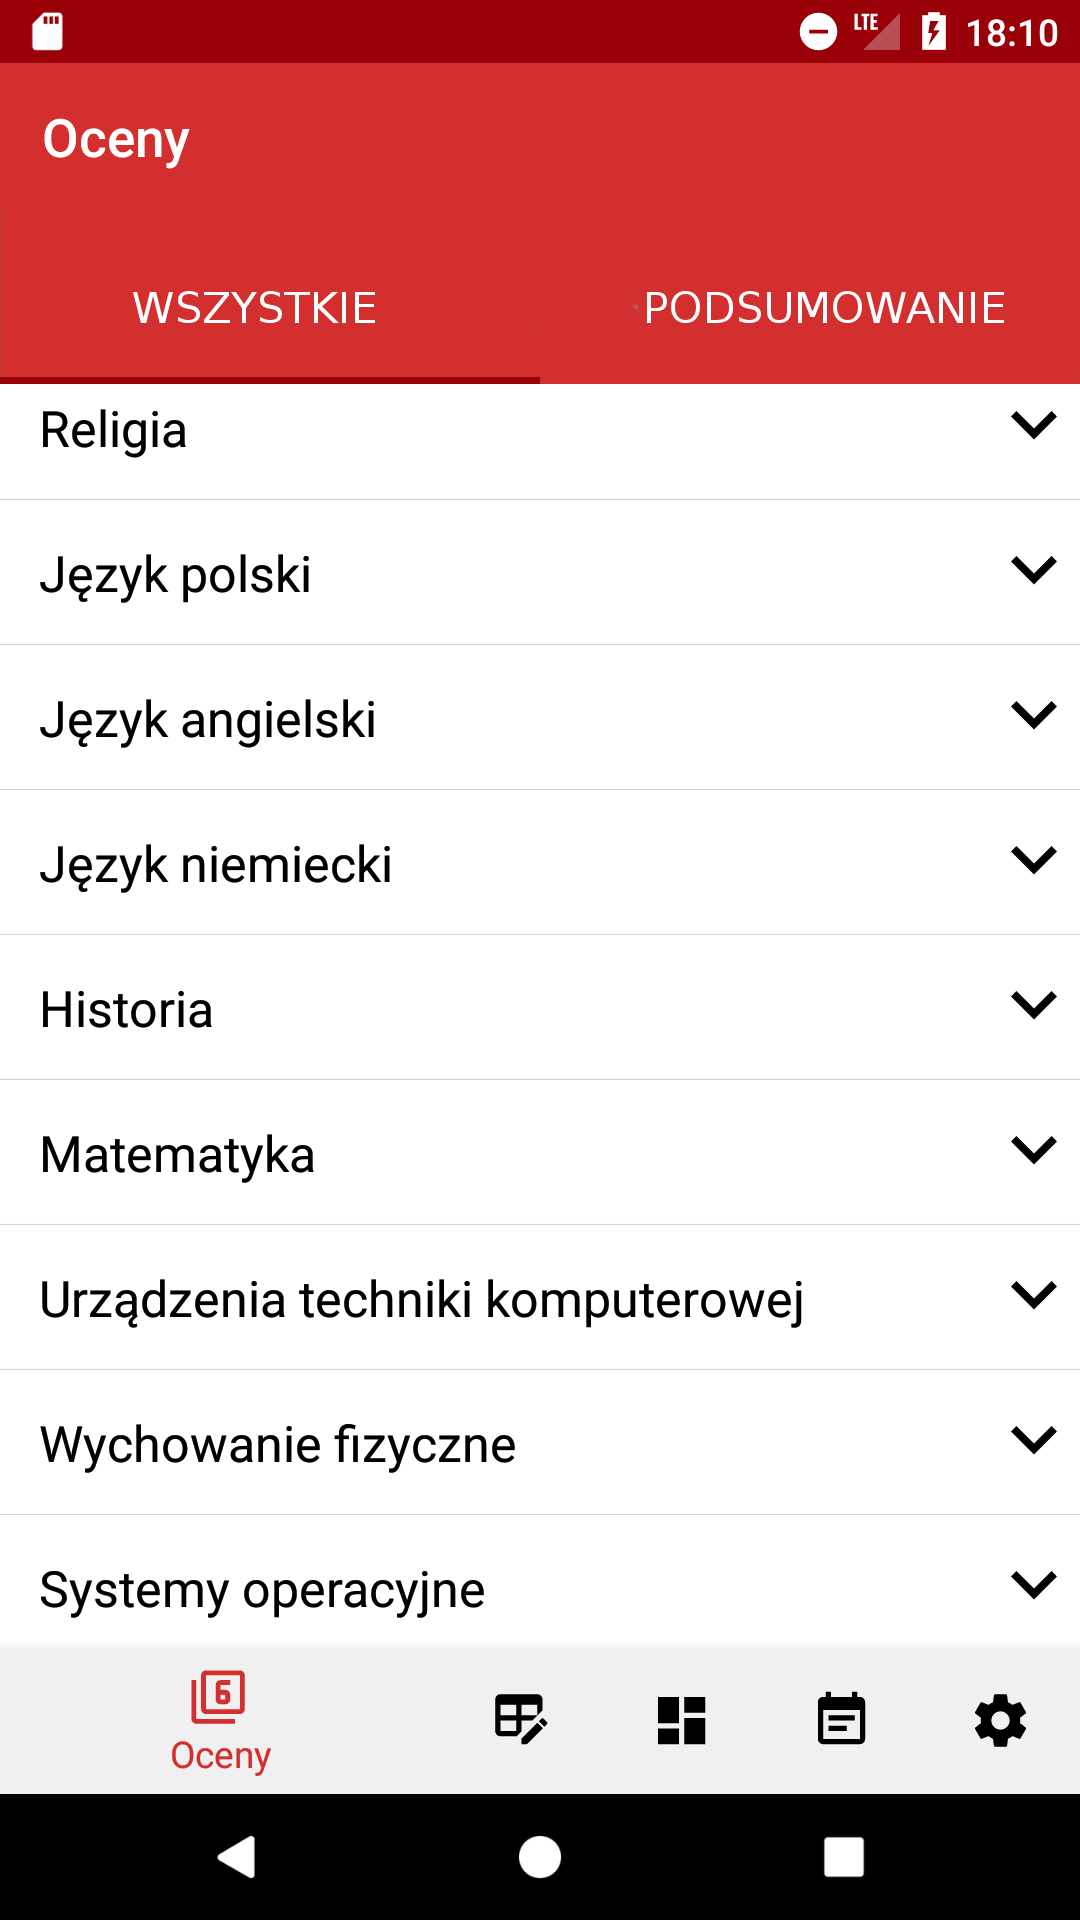 LTE 18:10
Oceny
WSZYSTKIE PODSUMOWANIE
Religia
Język polski
Język angielski
Język niemiecki
Historia
Matematyka
Urządzenia techniki komputerowej
Wychowanie fizyczne
Systemy operacyjne
6
Oceny